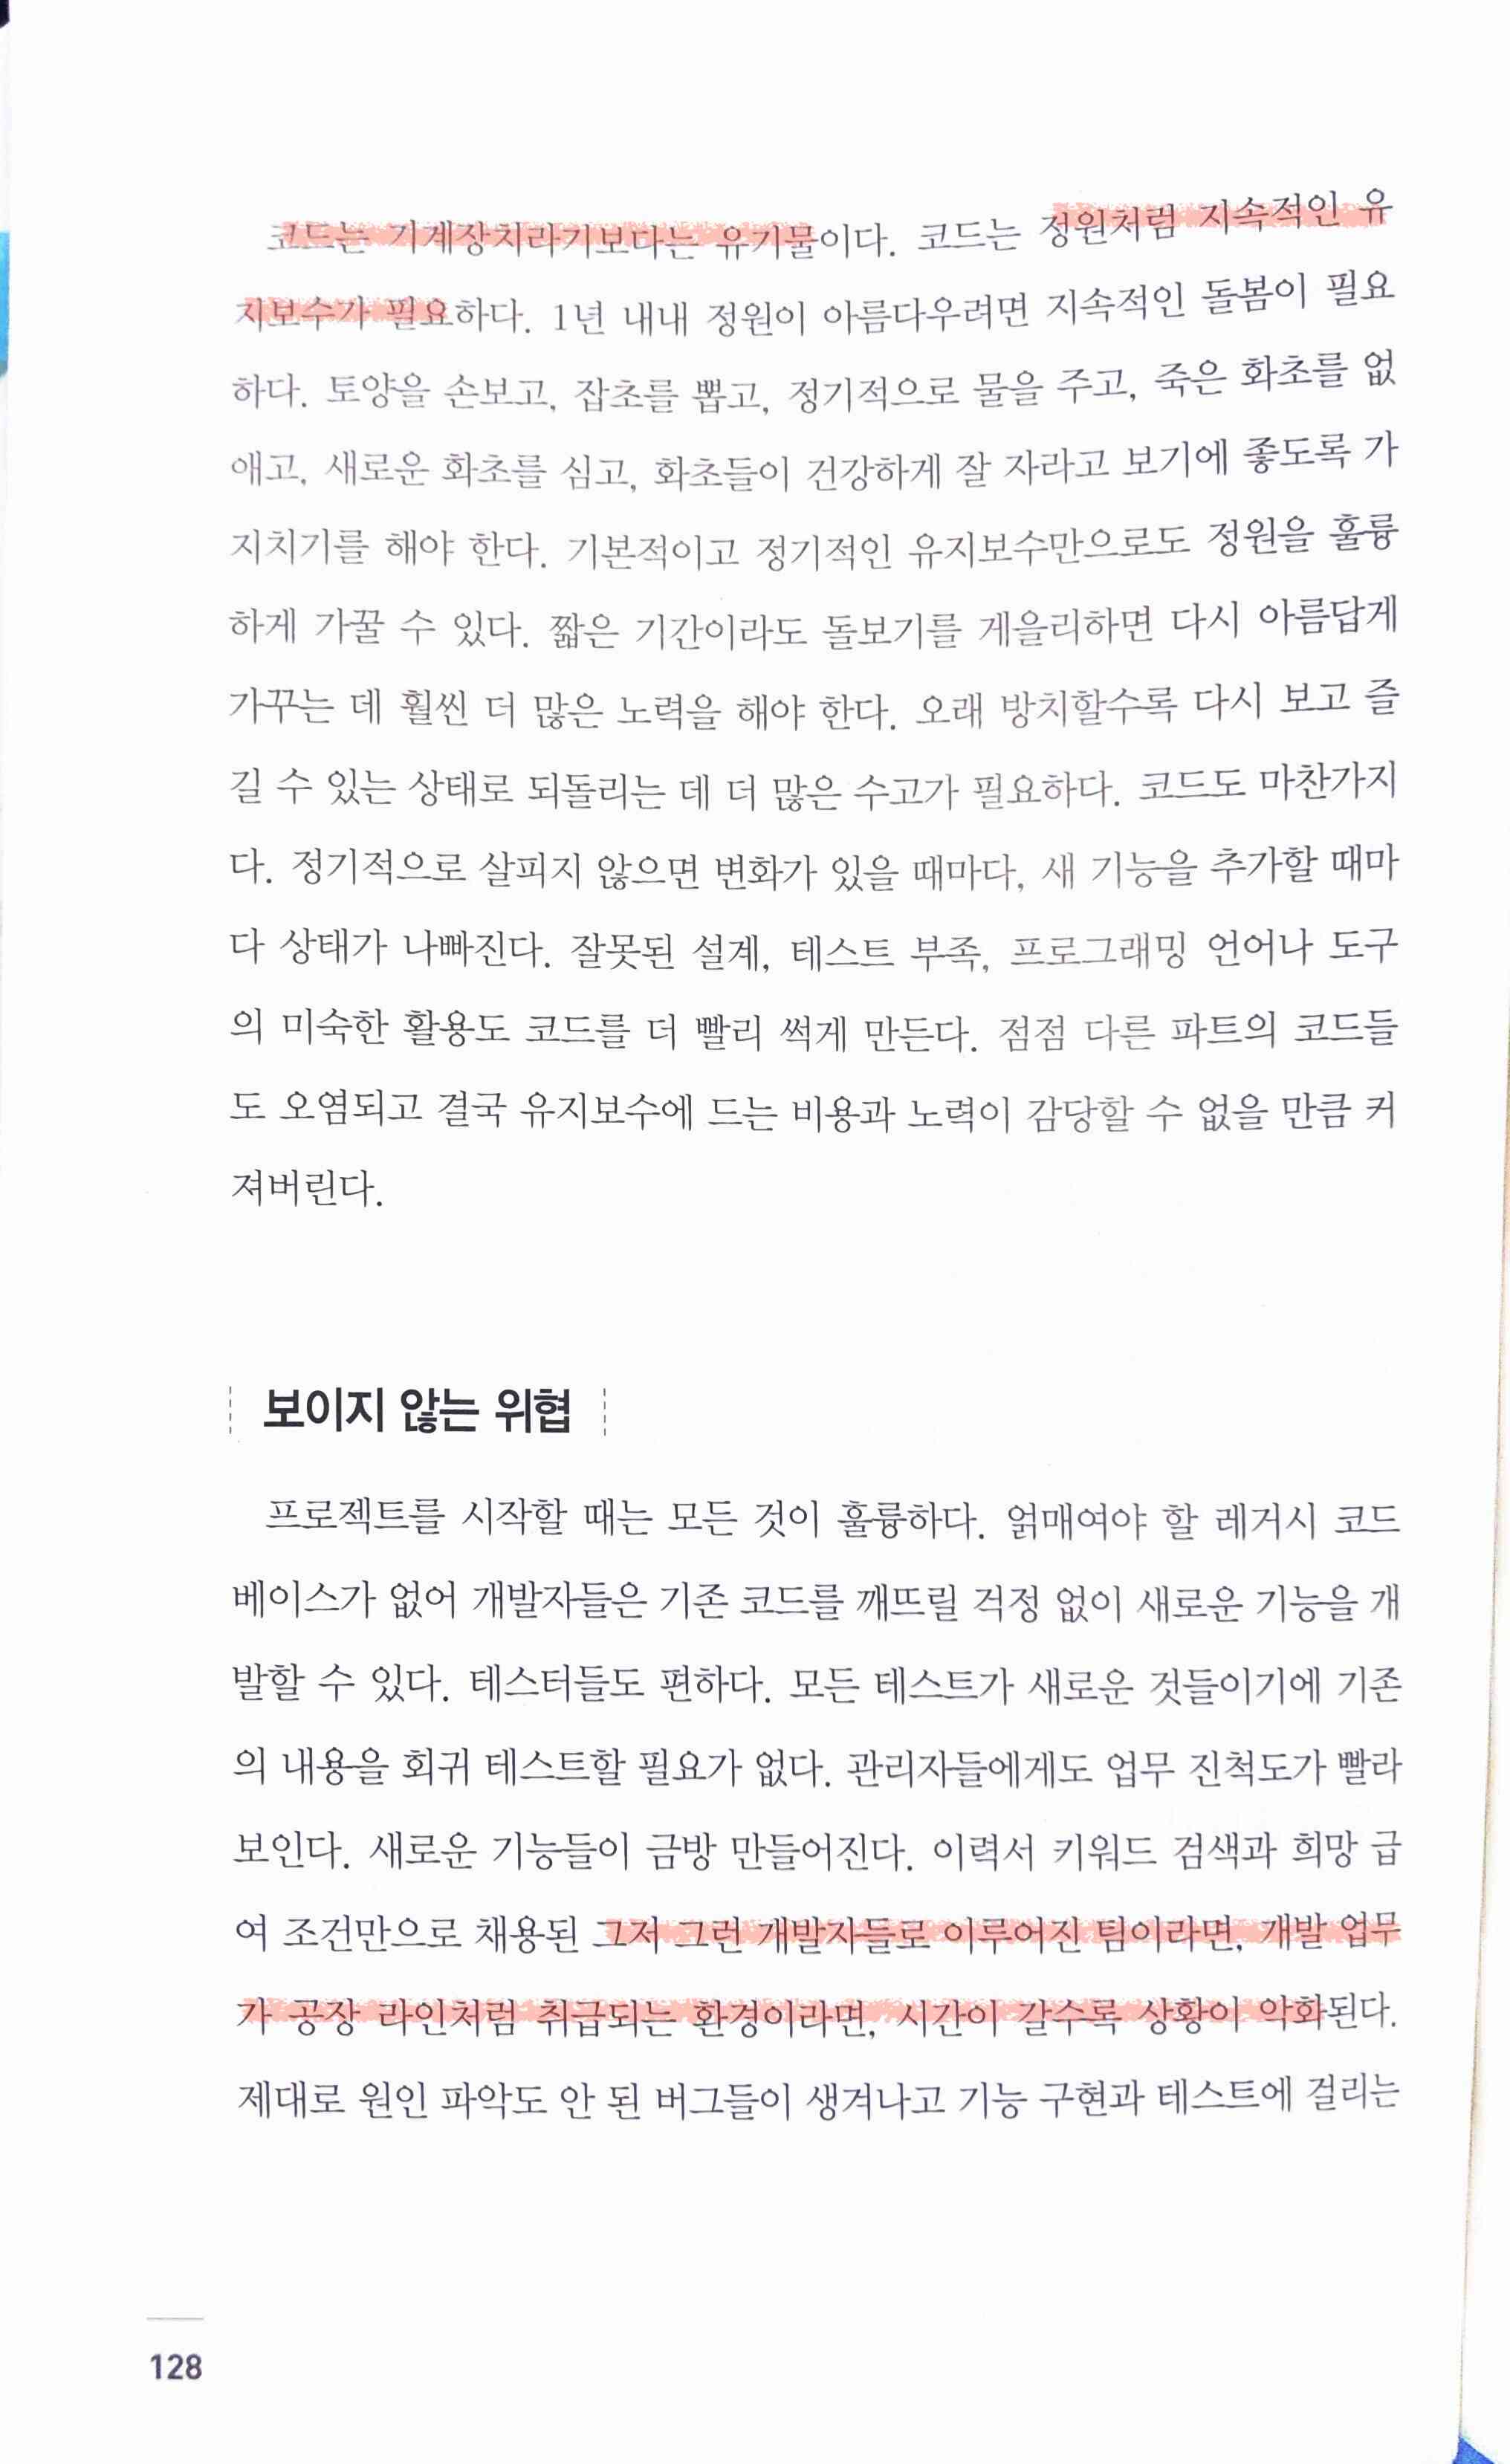 코드는 기계장치라기보다는 유기물이다. 코드는 정원처럼 지속적인 유
지보수가 필요하다. 1년 내내 정원이 아름다우려면 지속적인 돌봄이 필요
하다. 토양을 손보고, 잡초를 뽑고, 정기적으로 물을 주고, 죽은 화초를 없
애고, 새로운 화초를 심고, 화초들이 건강하게 잘 자라고 보기에 좋도록 가
지치기를 해야 한다. 기본적이고 정기적인 유지보수만으로도 정원을 훌륭
하게 가꿀 수 있다. 짧은 기간이라도 돌보기를 게을리하면 다시 아름답게
가꾸는 데 훨씬 더 많은 노력을 해야 한다. 오래 방치할수록 다시 보고 즐
길 수 있는 상태로 되돌리는 데 더 많은 수고가 필요하다. 코드도 마찬가지
다. 정기적으로 살피지 않으면 변화가 있을 때마다, 새 기능을 추가할 때마
다 상태가 나빠진다. 잘못된 설계, 테스트 부족, 프로그래밍 언어나 도구
의 미숙한 활용도 코드를 더 빨리 썩게 만든다. 점점 다른 파트의 코드들
도 오염되고 결국 유지보수에 드는 비용과 노력이 감당할 수 없을 만큼 커
져버린다.
보이지 않는 위협
프로젝트를 시작할 때는 모든 것이 훌륭하다. 얽매여야 할 레거시 코드
베이스가 없어 개발자들은 기존 코드를 깨뜨릴 걱정 없이 새로운 기능을 개
발할 수 있다. 테스터들도 편하다. 모든 테스트가 새로운 것들이기에 기존
의 내용을 회귀 테스트할 필요가 없다. 관리자들에게도 업무 진척도가 빨라
보인다. 새로운 기능들이 금방 만들어진다. 이력서 키워드 검색과 희망 급
여 조건만으로 채용된 그저 그런 개발자들로 이루어진 팀이라면, 개발 업무
가 공장 라인처럼 취급되는 환경이라면, 시간이 갈수록 상황이 악화된다.
제대로 원인 파악도 안 된 버그들이 생겨나고 기능 구현과 테스트에 걸리는
128